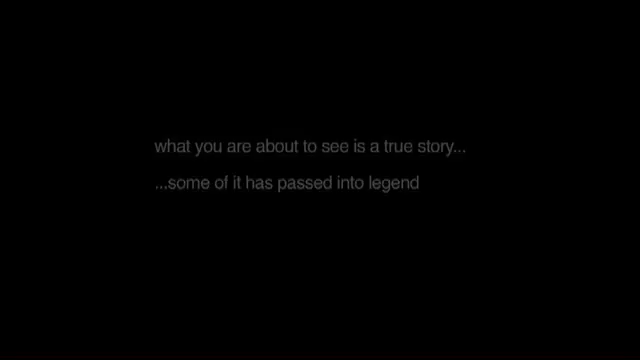 what you are about to see is a true story...
...some of it has passed into legend